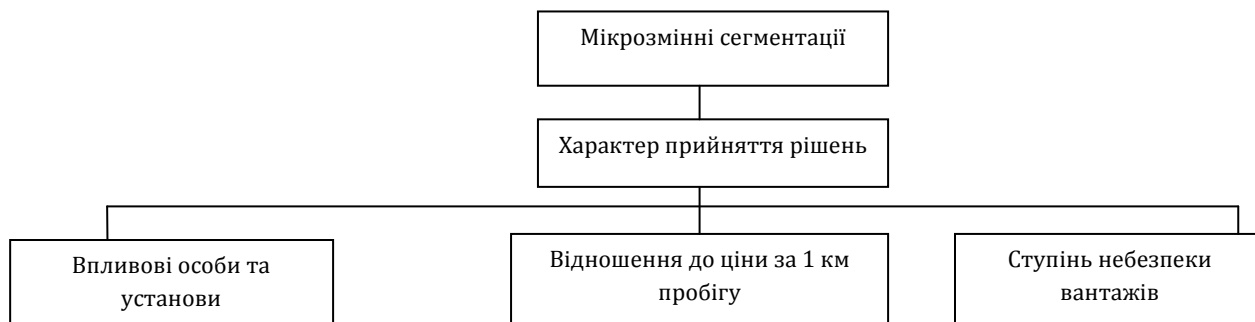 Мікрозмінні сегментації
Характер прийняття рішень
Впливові особи та
установи
Відношення до ціни за 1 км
пробігу
Ступінь небезпеки
вантажів